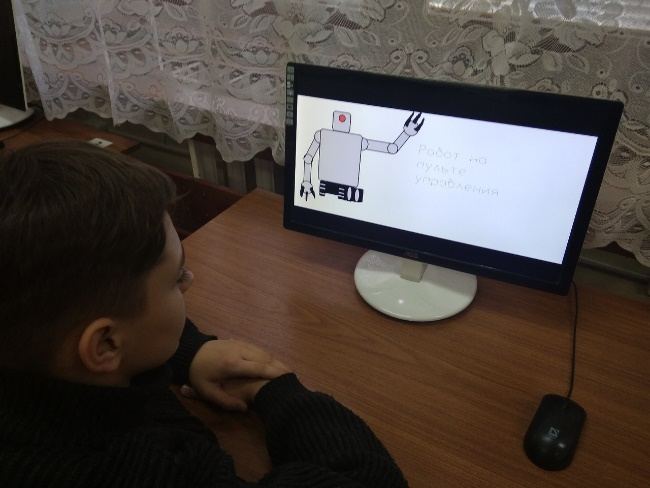 Робот на
пульте
управления